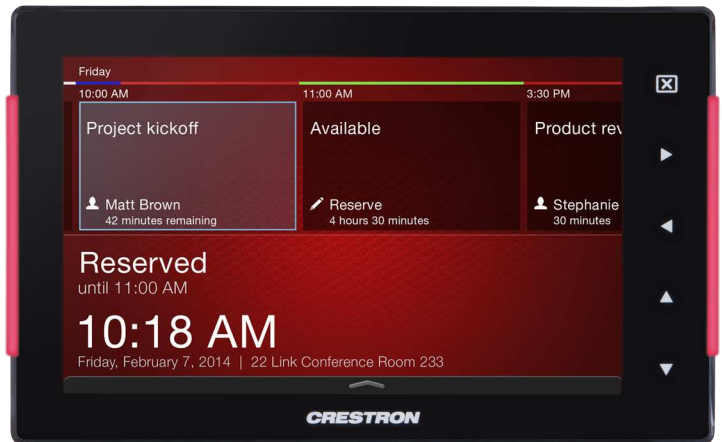 Friday
10:00 AM
11:00 AM
3:30 PM
Project kickoff
Available
Product rev
Matt Brown
42 minutes remaining
Reserve
4 hours 30 minutes
Stephanie
30 minutes
Reserved
until 11:00 AM
10:18 AM
Friday, February 7, 2014 | 22 Link Conference Room 233
CRESTRON